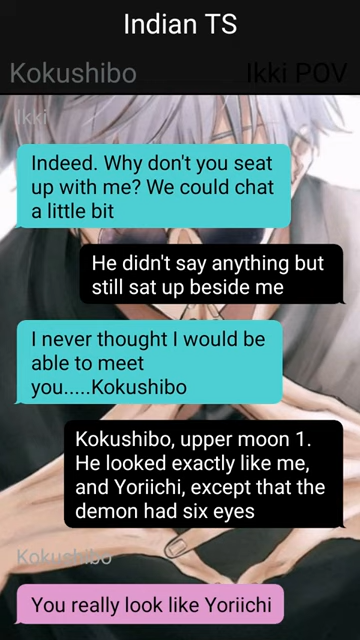 Indian TS
Kokushibo
Ikki POV
Ikki
Indeed. Why don't you seat
up with me? We could chat
a little bit
He didn't say anything but
still sat up beside me
I never thought I would be
able to meet
you.....Kokushibo
Kokushibo, upper moon 1.
He looked exactly like me,
and Yoriichi, except that the
demon had six eyes
Kokushibo
You really look like Yoriichi